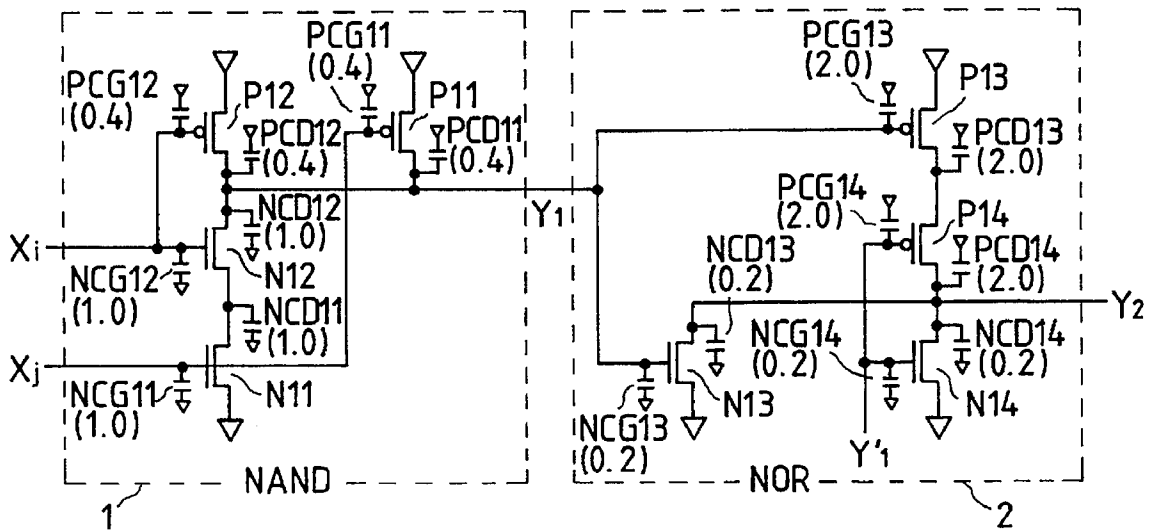 PCG12
(0.4)
P12
PCD12
(0.4)
PCG11
(0.4)
P11
PCD11
(0.4)
Xi
NCG12
(1.0)
NCD12
(1.0)
N12
NCD11
(1.0)
Xj
NCG11
(1.0)
N11
NAND
1
Y1
PCG13
(2.0)
P13
PCD13
(2.0)
PCG14
(2.0)
P14
PCD14
(2.0)
NCD13
(0.2)
Y2
NCG14
(0.2)
NCD14
(0.2)
N13
N14
NCG13
(0.2)
Y'1
NOR
2